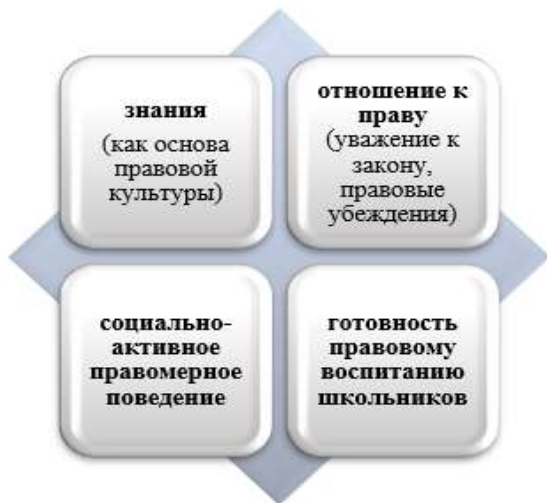 знания
(как основа
правовой
культуры)
отношение к
праву
(уважение к
закону,
правовые
убеждения)
социально-
активное
правомерное
поведение
готовность
правовому
воспитанию
школьников